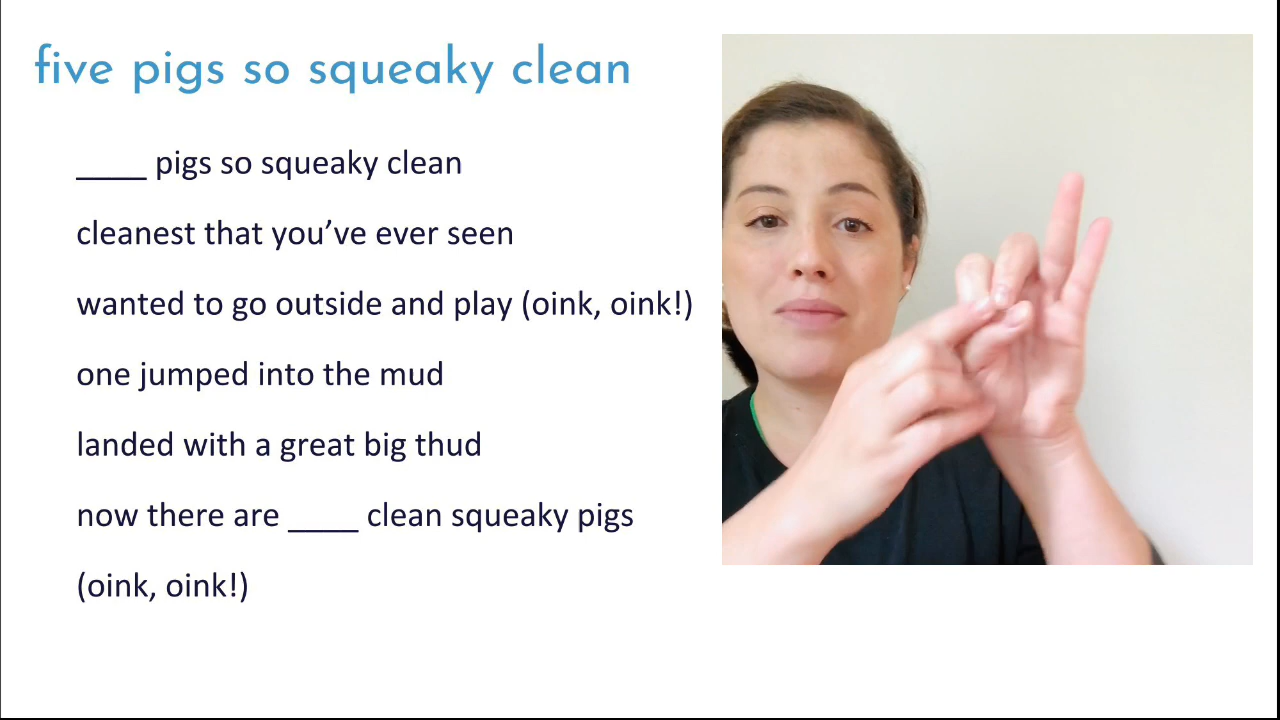 five pigs so squeaky clean
____ pigs so squeaky clean
cleanest that you’ve ever seen
wanted to go outside and play (oink, oink!)
one jumped into the mud
landed with a great big thud
now there are ____ clean squeaky pigs
(oink, oink!)